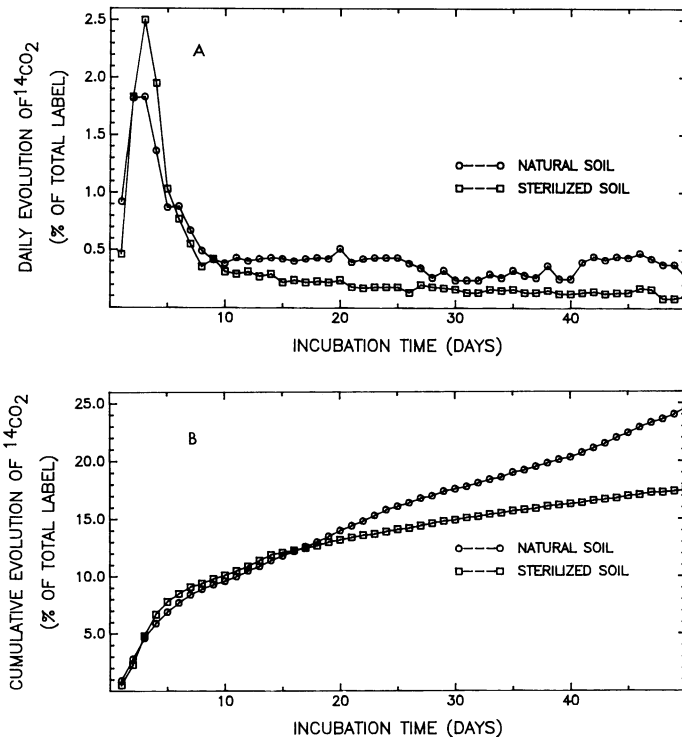 2.5
2.0
1.5
1.0
0.5
DAILY EVOLUTION OF ¹⁴CO₂
(% OF TOTAL LABEL)
A
NATURAL SOIL
STERILIZED SOIL
10
20
30
40
INCUBATION TIME (DAYS)
25.0
20.0
15.0
10.0
5.0
CUMULATIVE EVOLUTION OF ¹⁴CO₂
(% OF TOTAL LABEL)
B
NATURAL SOIL
STERILIZED SOIL
10
20
30
40
INCUBATION TIME (DAYS)